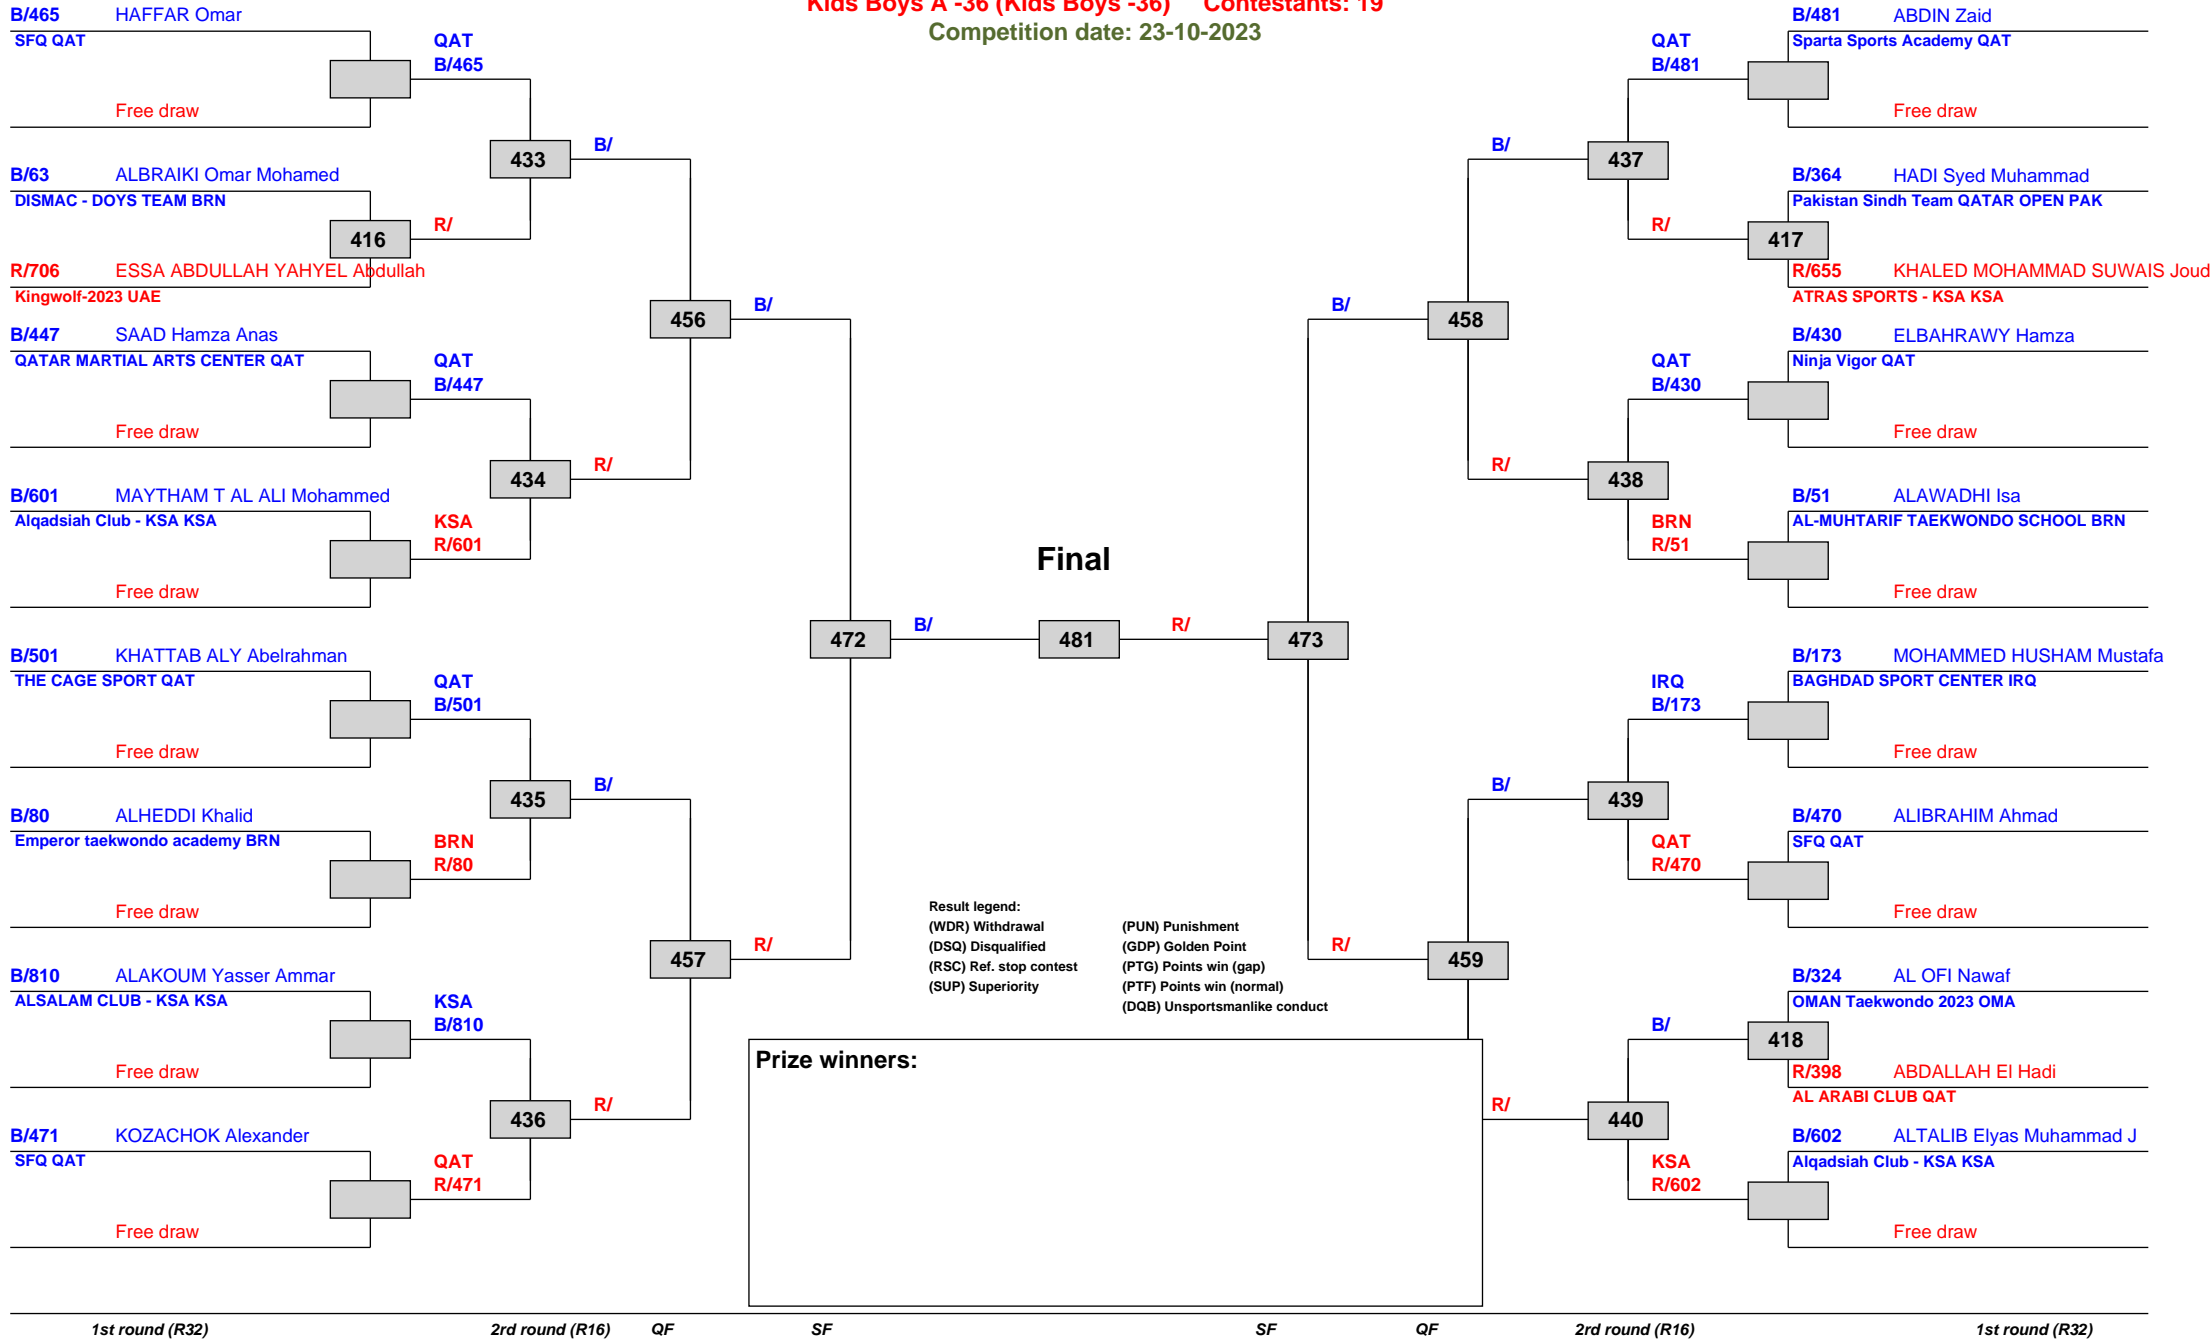 Kids Boys A -36 (Kids Boys -36) Contestants: 19
Competition date: 23-10-2023
B/465 HAFFAR Omar
SFQ QAT
Free draw
QAT
B/465
B/63 ALBRAIKI Omar Mohamed
DISMAC - DOYS TEAM BRN
416
R/706 ESSA ABDULLAH YAHYEL Abdullah
Kingwolf-2023 UAE
R/
433
B/
B/447 SAAD Hamza Anas
QATAR MARTIAL ARTS CENTER QAT
Free draw
QAT
B/447
B/601 MAYTHAM T AL ALI Mohammed
Alqadsiah Club - KSA KSA
Free draw
KSA
R/601
434
R/
456
B/
B/501 KHATTAB ALY Abelrahman
THE CAGE SPORT QAT
Free draw
QAT
B/501
B/80 ALHEDDI Khalid
Emperor taekwondo academy BRN
Free draw
BRN
R/80
435
B/
B/810 ALAKOUM Yasser Ammar
ALSALAM CLUB - KSA KSA
Free draw
KSA
B/810
B/471 KOZACHOK Alexander
SFQ QAT
Free draw
QAT
R/471
436
R/
457
R/
472
B/
Final
481
R/
473
B/481 ABDIN Zaid
Sparta Sports Academy QAT
Free draw
QAT
B/481
B/364 HADI Syed Muhammad
Pakistan Sindh Team QATAR OPEN PAK
417
R/655 KHALED MOHAMMAD SUWAIS Joud
ATRAS SPORTS - KSA KSA
R/
437
B/
B/430 ELBAHRAWY Hamza
Ninja Vigor QAT
Free draw
QAT
B/430
B/51 ALAWADHI Isa
AL-MUHTARIF TAEKWONDO SCHOOL BRN
Free draw
BRN
R/51
438
R/
458
B/
B/173 MOHAMMED HUSHAM Mustafa
BAGHDAD SPORT CENTER IRQ
Free draw
IRQ
B/173
B/470 ALIBRAHIM Ahmad
SFQ QAT
Free draw
QAT
R/470
439
B/
B/324 AL OFI Nawaf
OMAN Taekwondo 2023 OMA
418
R/398 ABDALLAH El Hadi
AL ARABI CLUB QAT
B/
B/602 ALTALIB Elyas Muhammad J
Alqadsiah Club - KSA KSA
Free draw
KSA
R/602
440
R/
459
R/
Result legend:
(WDR) Withdrawal (PUN) Punishment
(DSQ) Disqualified (GDP) Golden Point
(RSC) Ref. stop contest (PTG) Points win (gap)
(SUP) Superiority (PTF) Points win (normal)
(DQB) Unsportsmanlike conduct
Prize winners:
1st round (R32) 2rd round (R16) QF SF SF QF 2rd round (R16) 1st round (R32)